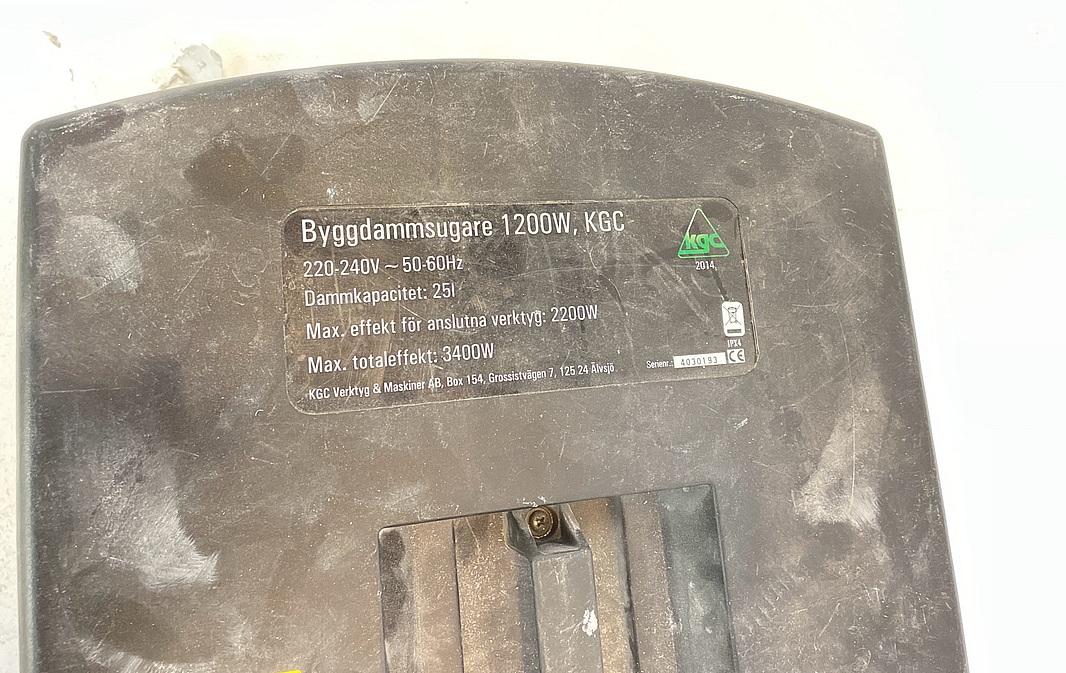 Byggdammsugare 1200W, KGC
kgc
2014
220-240V ~ 50-60Hz
Dammkapacitet: 25l
Max. effekt för anslutna verktyg: 2200W
Max. totaleffekt: 3400W
IPX4
Serienr.: 4030193 CE
KGC Verktyg & Maskiner AB, Box 154, Grossistvägen 7, 125 24 Älvsjö